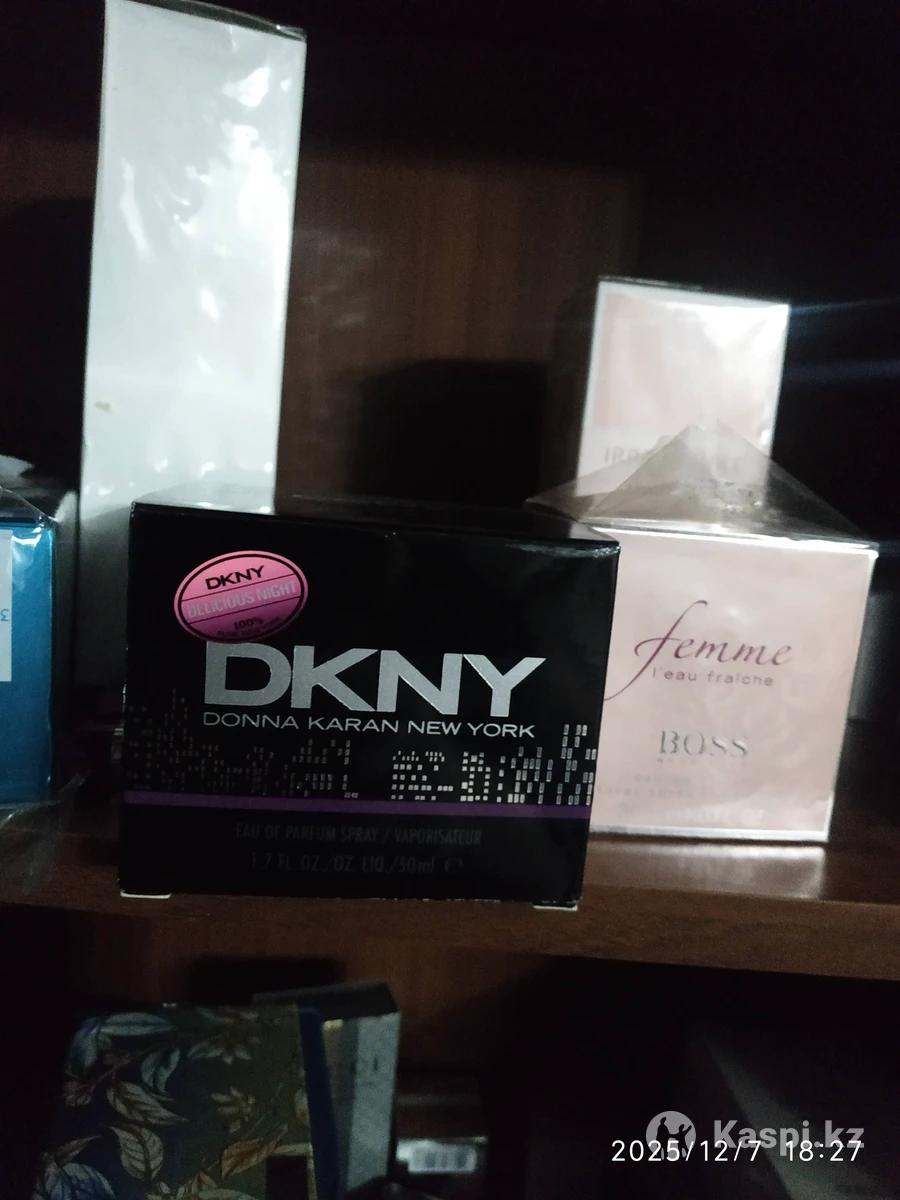 DKNY
DELICIOUS NIGHT
100%
DKNY
DONNA KARAN NEW YORK
EAU DE PARFUM SPRAY / VAPORISATEUR
1.7 FL.OZ./OZ. LIQ./50ml e
femme
l'eau fraîche
BOSS
Kaspi.kz
2025/12/7 18:27